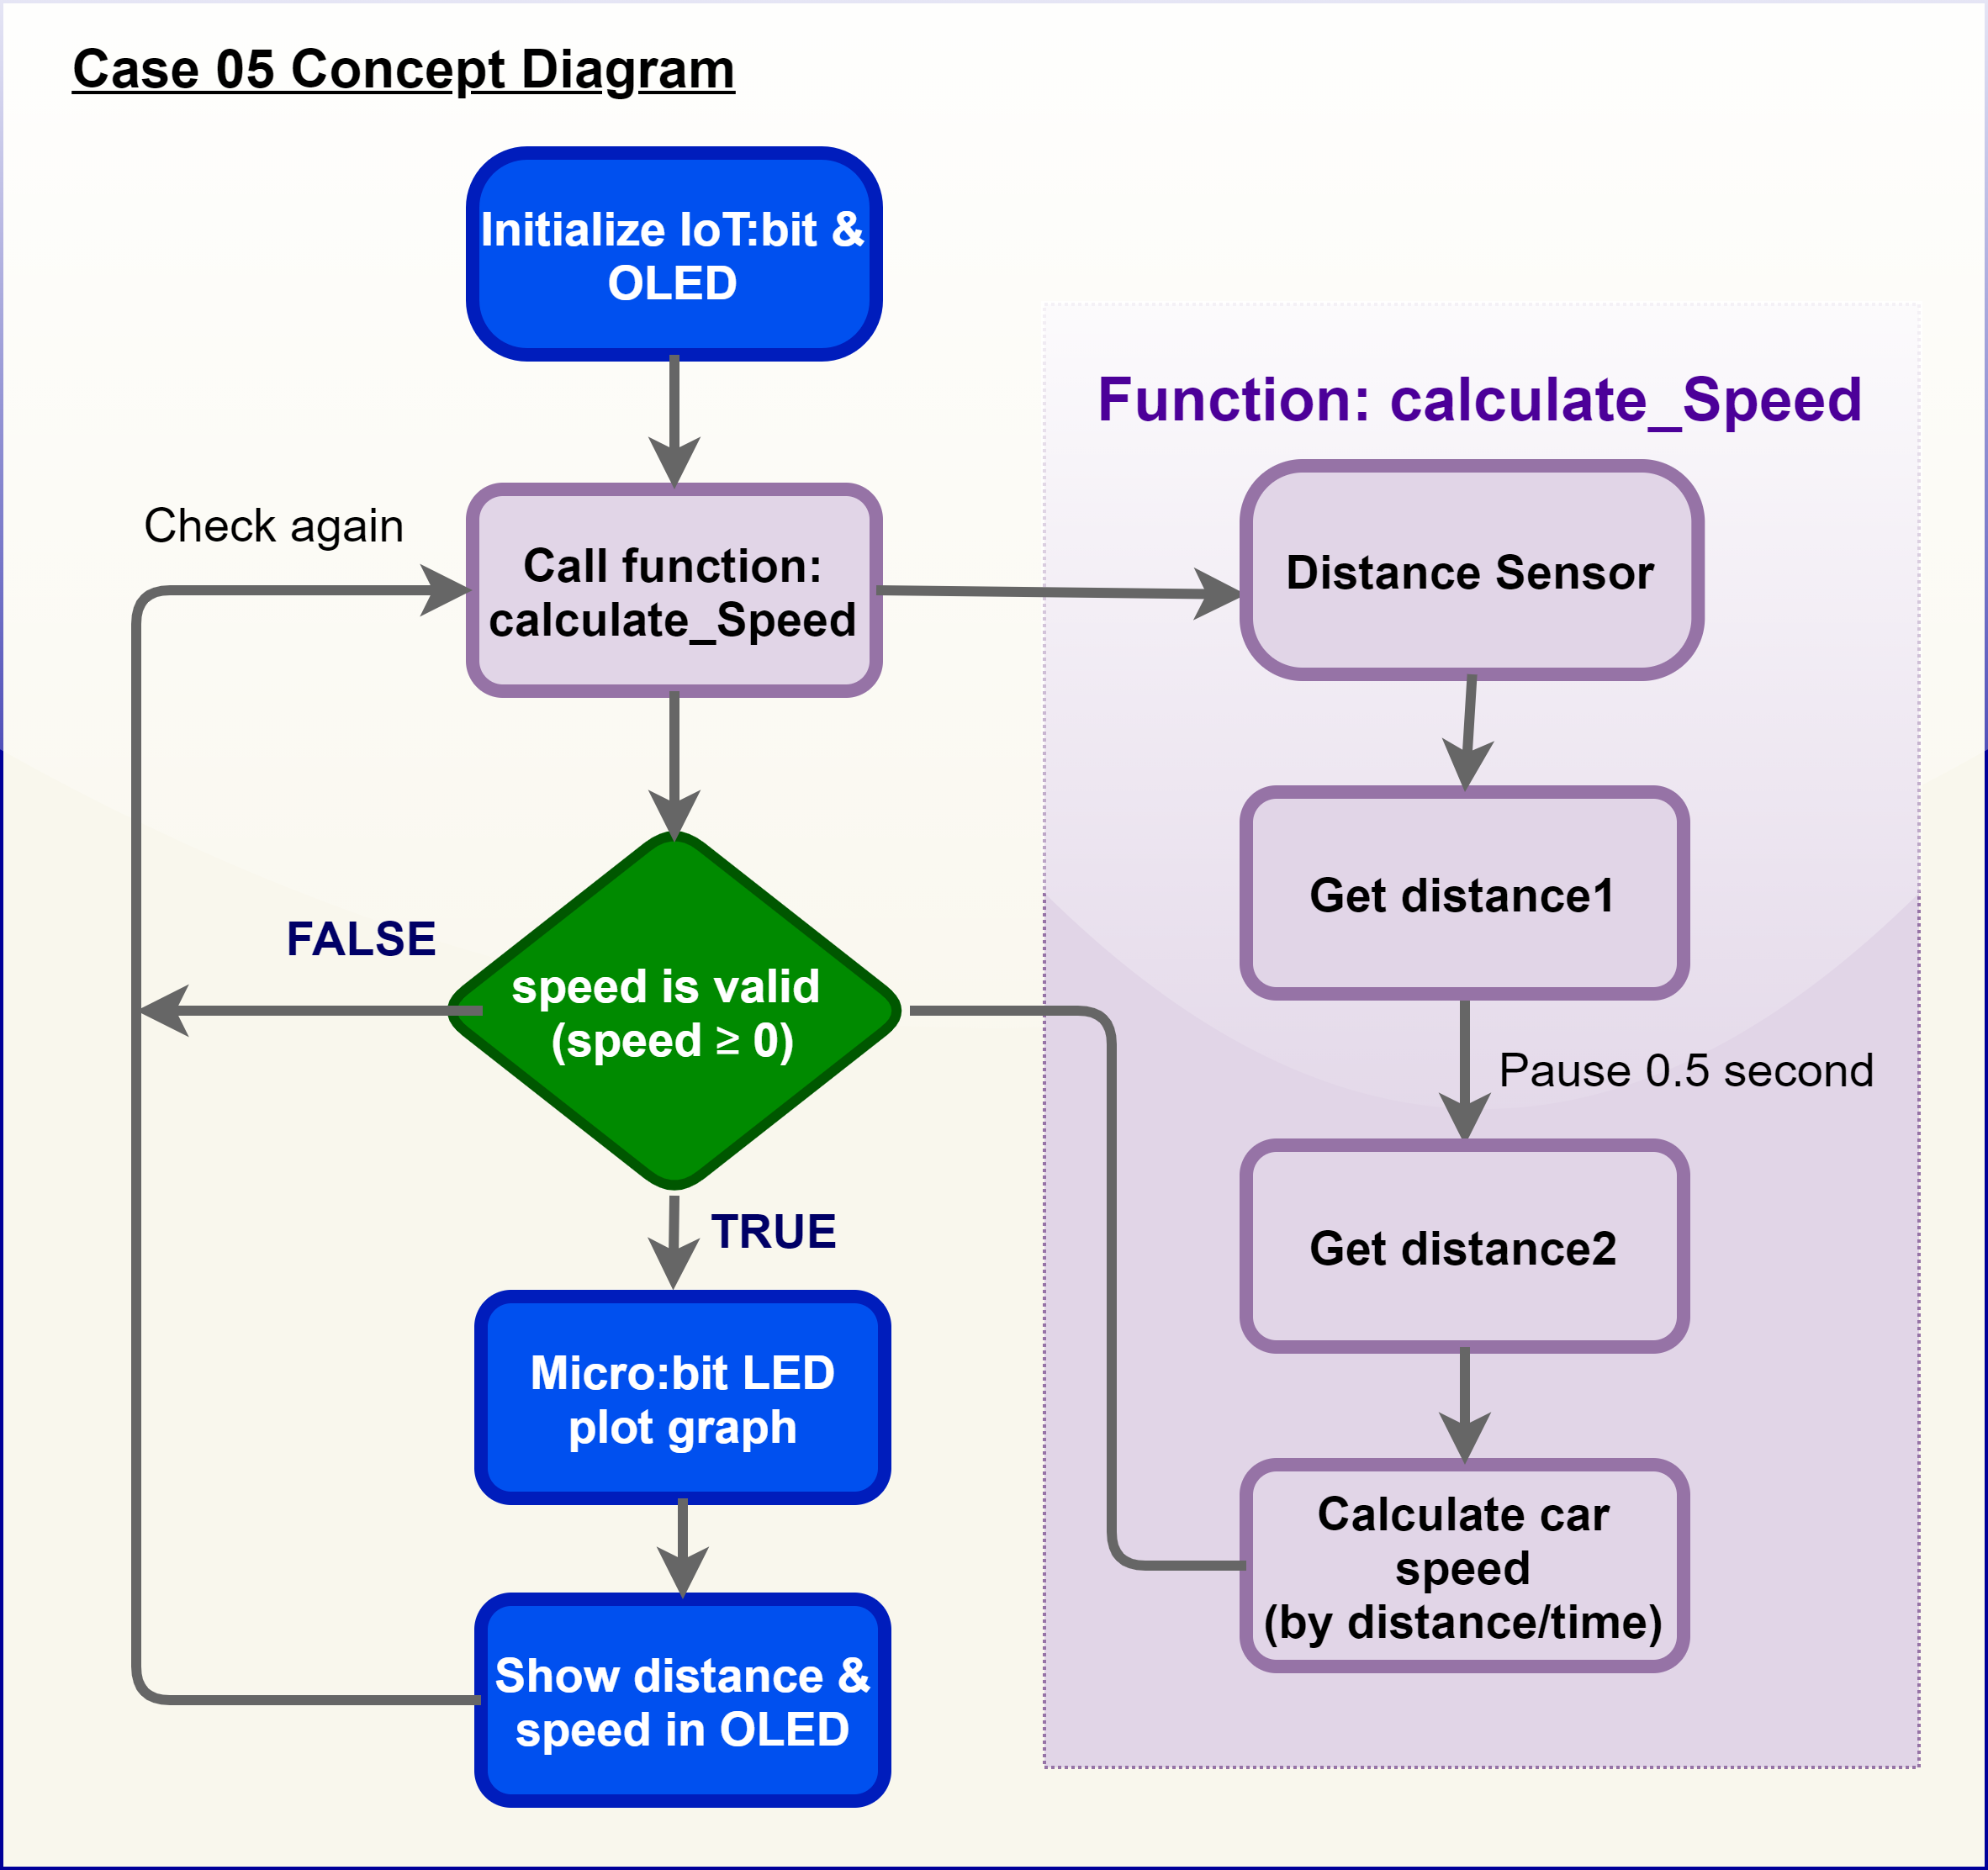 Case 05 Concept Diagram
Initialize IoT:bit &
OLED
Check again
Call function:
calculate_Speed
FALSE
speed is valid
(speed ≥ 0)
TRUE
Micro:bit LED
plot graph
Show distance &
speed in OLED
Function: calculate_Speed
Distance Sensor
Get distance1
Pause 0.5 second
Get distance2
Calculate car
speed
(by distance/time)